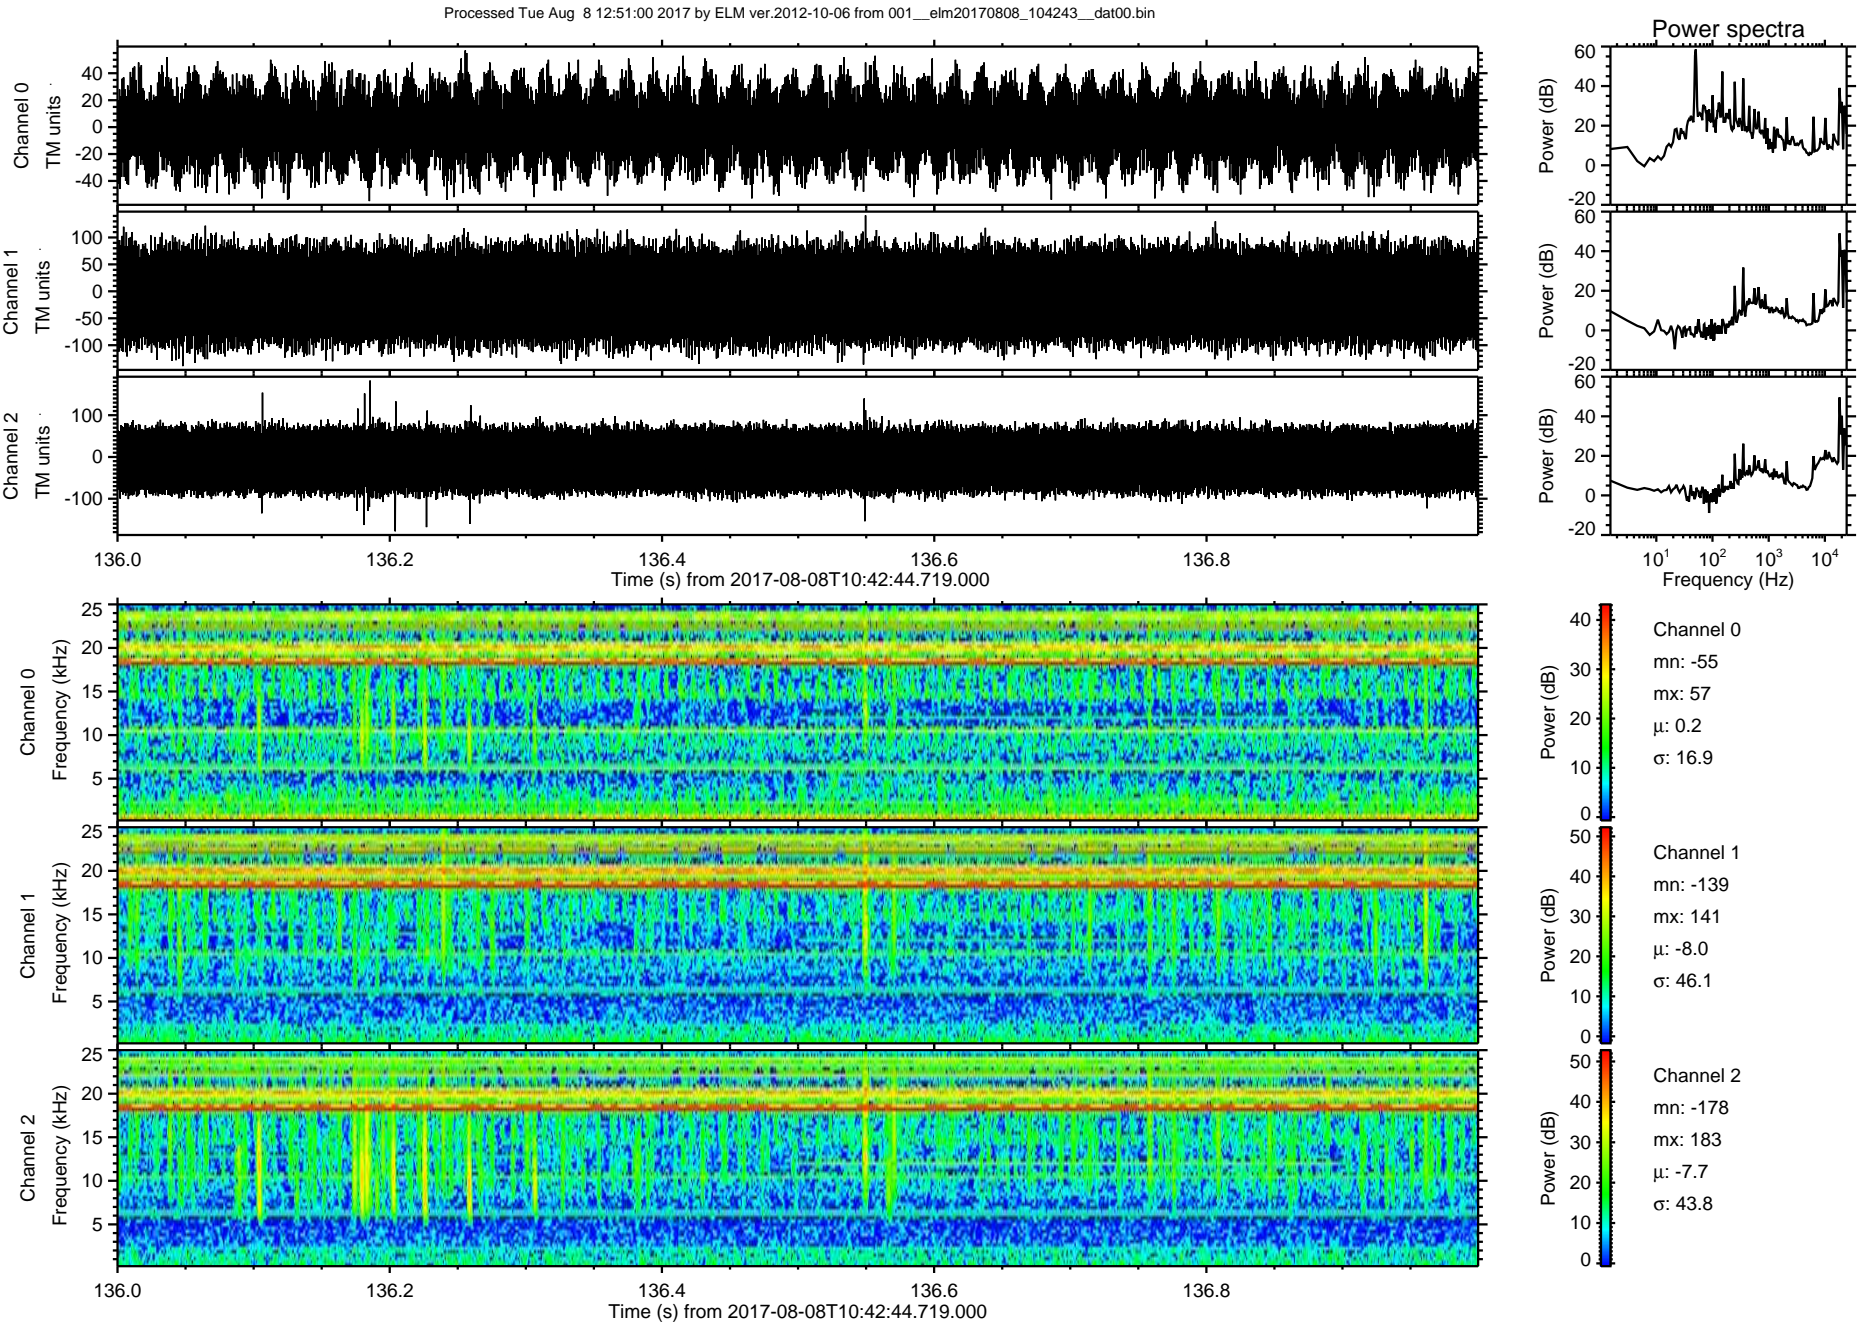 Processed Tue Aug  8 12:51:00 2017 by ELM ver.2012-10-06 from 001__elm20170808_104243__dat00.bin
Power spectra
Channel 0
TM units
40
20
0
-20
-40
Power (dB)
60
40
20
0
-20
Channel 1
TM units
100
50
0
-50
-100
Power (dB)
60
40
20
0
-20
Channel 2
TM units
100
0
-100
Power (dB)
60
40
20
0
-20
136.0 136.2 136.4 136.6 136.8
Time (s) from 2017-08-08T10:42:44.719.000
10¹ 10² 10³ 10⁴
Frequency (Hz)
Channel 0
Frequency (kHz)
25
20
15
10
5
Power (dB)
40
30
20
10
0
Channel 0
mn: -55
mx: 57
μ: 0.2
σ: 16.9
Channel 1
Frequency (kHz)
25
20
15
10
5
Power (dB)
50
40
30
20
10
0
Channel 1
mn: -139
mx: 141
μ: -8.0
σ: 46.1
Channel 2
Frequency (kHz)
25
20
15
10
5
Power (dB)
50
40
30
20
10
0
Channel 2
mn: -178
mx: 183
μ: -7.7
σ: 43.8
136.0 136.2 136.4 136.6 136.8
Time (s) from 2017-08-08T10:42:44.719.000